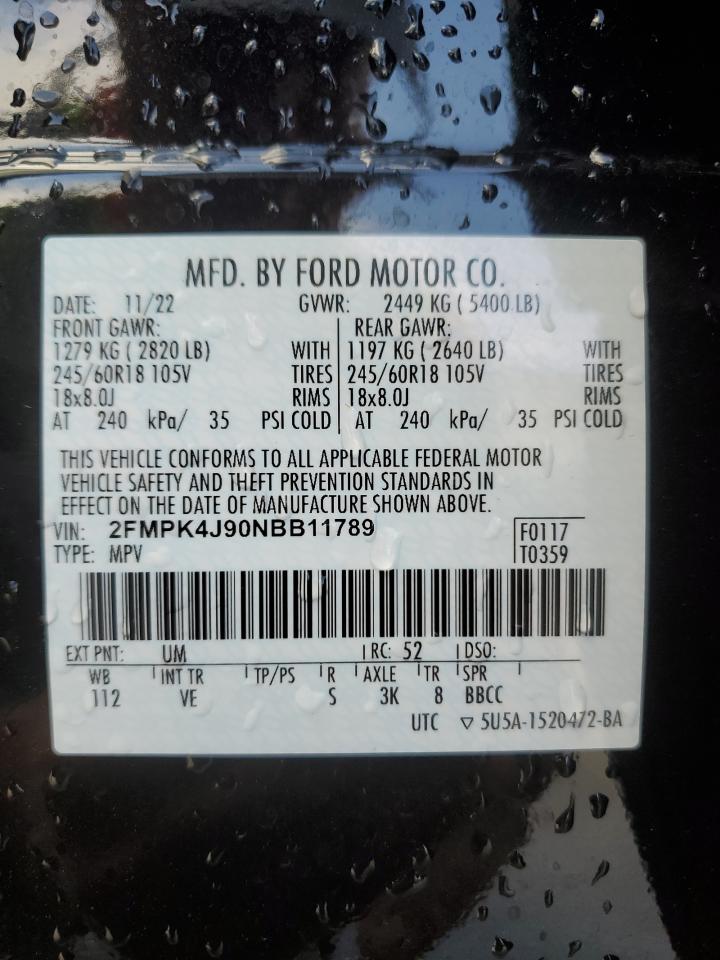 MFD. BY FORD MOTOR CO.
DATE: 11/22 GVWR: 2449 KG ( 5400 LB)
FRONT GAWR: REAR GAWR:
1279 KG ( 2820 LB) WITH 1197 KG ( 2640 LB) WITH
245/60R18 105V TIRES 245/60R18 105V TIRES
18x8.0J RIMS 18x8.0J RIMS
AT 240 kPa/ 35 PSI COLD AT 240 kPa/ 35 PSI COLD
THIS VEHICLE CONFORMS TO ALL APPLICABLE FEDERAL MOTOR
VEHICLE SAFETY AND THEFT PREVENTION STANDARDS IN
EFFECT ON THE DATE OF MANUFACTURE SHOWN ABOVE.
VIN: 2FMPK4J90NBB11789 F0117
TYPE: MPV T0359
EXT PNT: UM RC: 52 DSO:
WB INT TR TP/PS R AXLE TR SPR
112 VE S 3K 8 BBCC
UTC ▽ 5U5A-1520472-BA